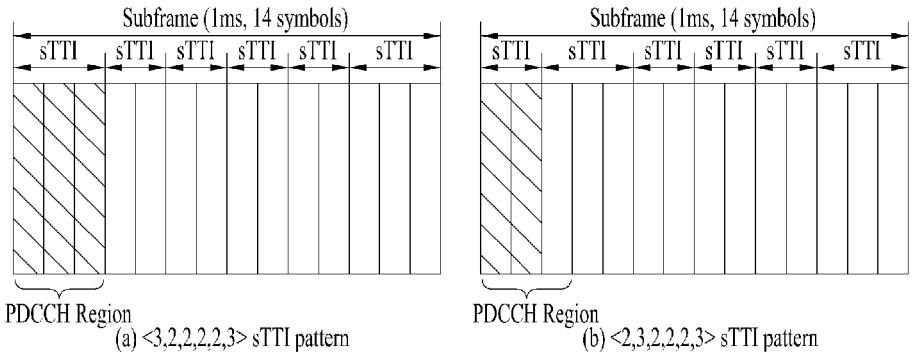 Subframe (1ms, 14 symbols)
sTTI sTTI sTTI sTTI sTTI sTTI
PDCCH Region
(a) <3,2,2,2,2,3> sTTI pattern
Subframe (1ms, 14 symbols)
sTTI sTTI sTTI sTTI sTTI sTTI
PDCCH Region
(b) <2,3,2,2,2,3> sTTI pattern